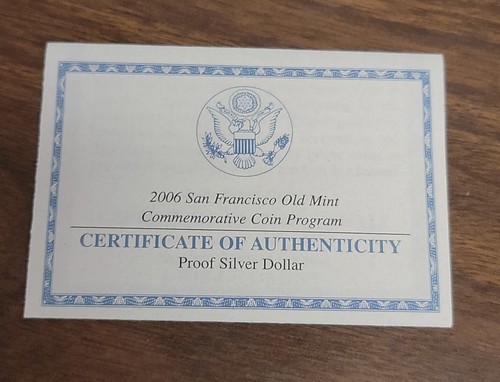 2006 San Francisco Old Mint
Commemorative Coin Program
CERTIFICATE OF AUTHENTICITY
Proof Silver Dollar